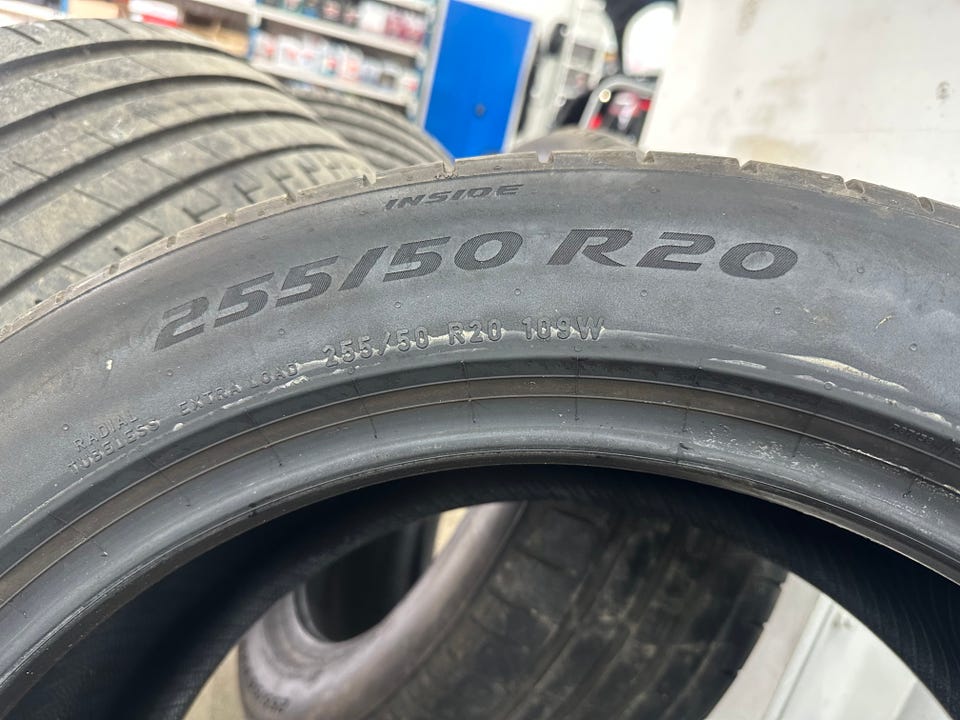 INSIDE
255/50 R20
255/50 R20 109W
EXTRA LOAD
RADIAL
TUBELESS